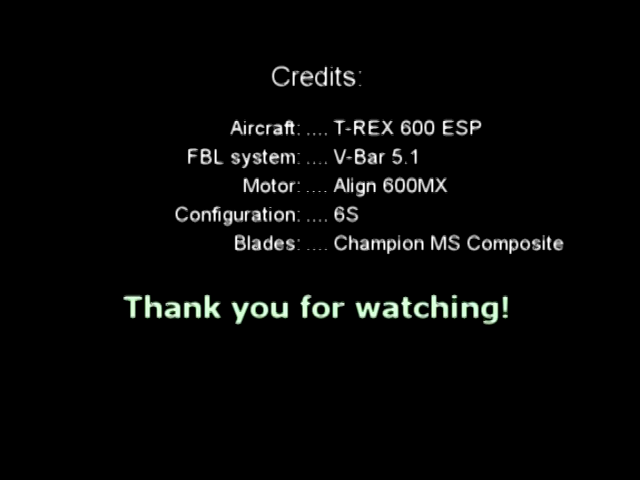 Credits:
Aircraft: .... T-REX 600 ESP
FBL system: .... V-Bar 5.1
Motor: .... Align 600MX
Configuration: .... 6S
Blades: .... Champion MS Composite
Thank you for watching!